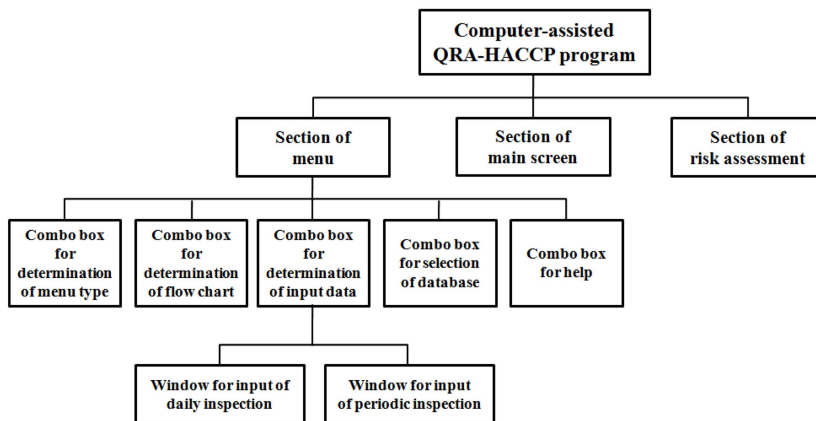 Computer-assisted
QRA-HACCP program
Section of
menu
Section of
main screen
Section of
risk assessment
Combo box
for
determination
of menu type
Combo box
for
determination
of flow chart
Combo box
for
determination
of input data
Combo box
for selection
of database
Combo box
for help
Window for input of
daily inspection
Window for input
of periodic inspection